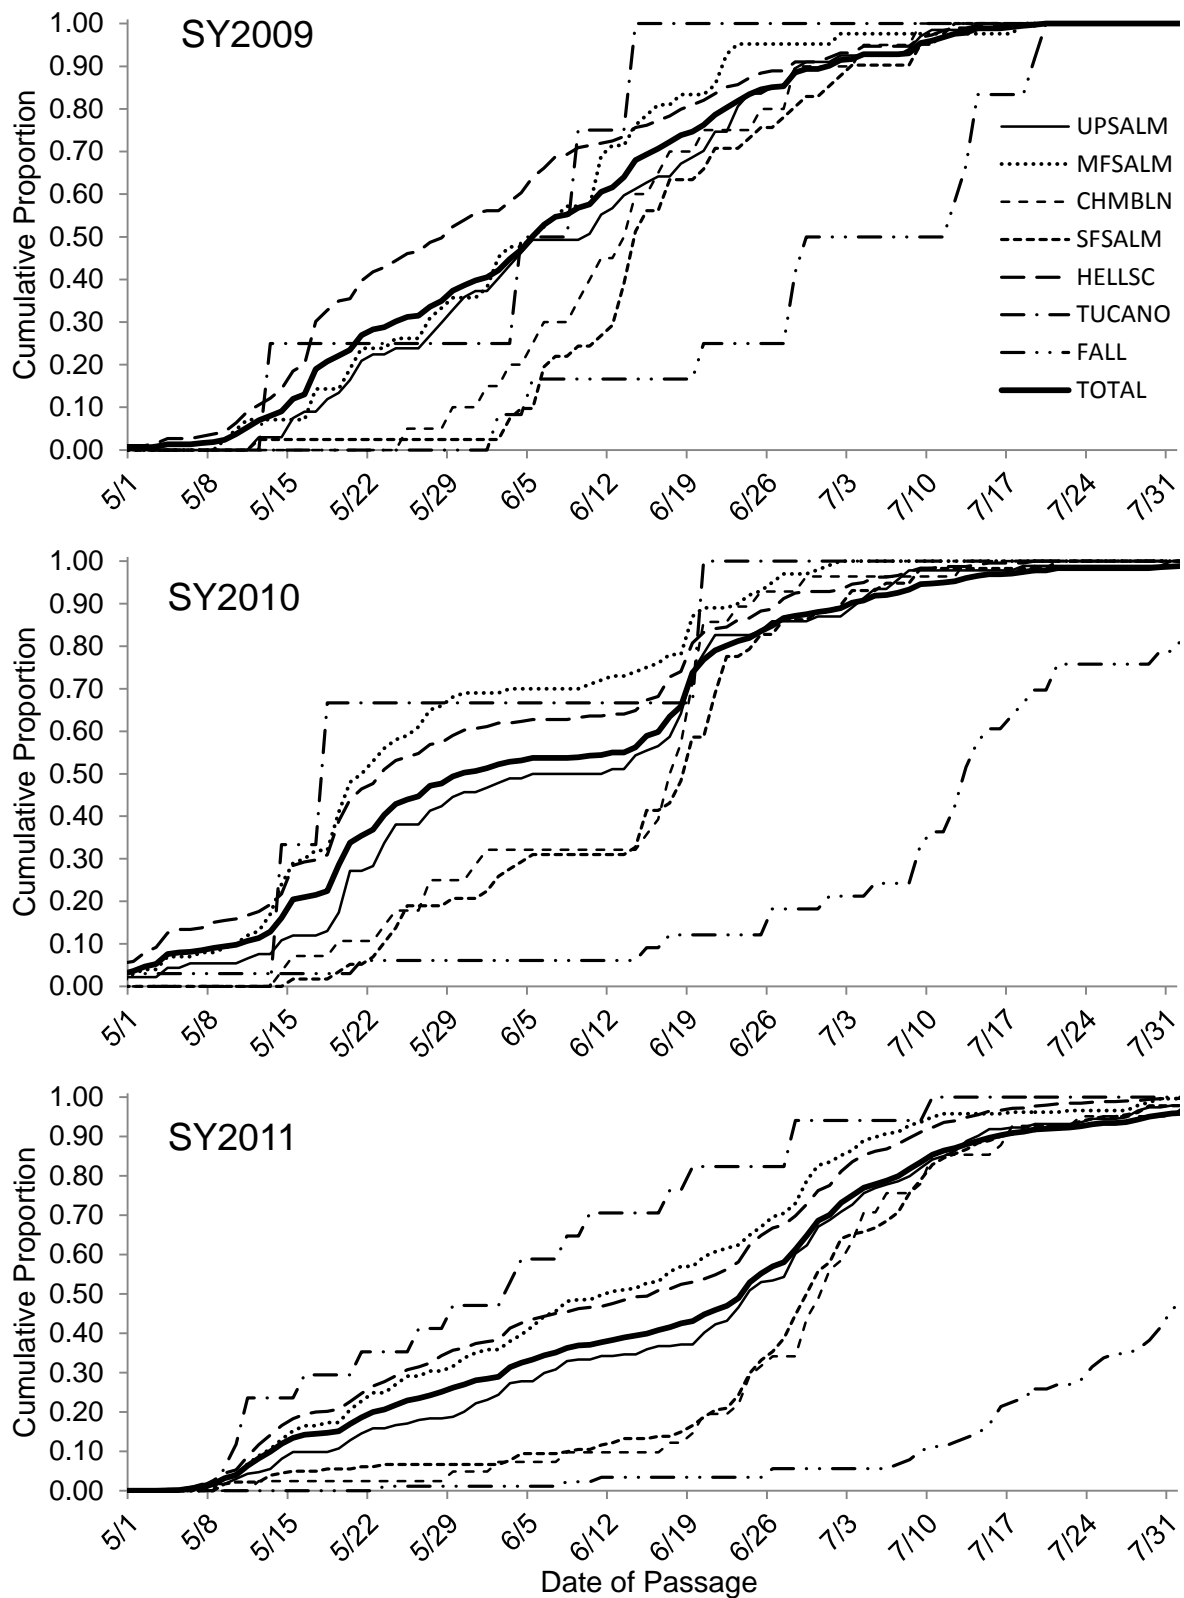 SY2009
Cumulative Proportion
1.00
0.90
0.80
0.70
0.60
0.50
0.40
0.30
0.20
0.10
0.00
UPSALM
MFSALM
CHMBLN
SFSALM
HELLSC
TUCANO
FALL
TOTAL
5/1 5/8 5/15 5/22 5/29 6/5 6/12 6/19 6/26 7/3 7/10 7/17 7/24 7/31
SY2010
Cumulative Proportion
1.00
0.90
0.80
0.70
0.60
0.50
0.40
0.30
0.20
0.10
0.00
5/1 5/8 5/15 5/22 5/29 6/5 6/12 6/19 6/26 7/3 7/10 7/17 7/24 7/31
SY2011
Cumulative Proportion
1.00
0.90
0.80
0.70
0.60
0.50
0.40
0.30
0.20
0.10
0.00
5/1 5/8 5/15 5/22 5/29 6/5 6/12 6/19 6/26 7/3 7/10 7/17 7/24 7/31
Date of Passage